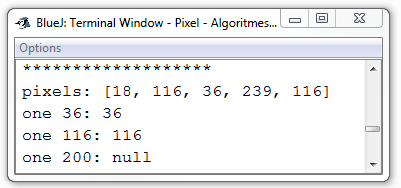 BlueJ: Terminal Window - Pixel - Algoritmes...
Options
*******************
pixels: [18, 116, 36, 239, 116]
one 36: 36
one 116: 116
one 200: null